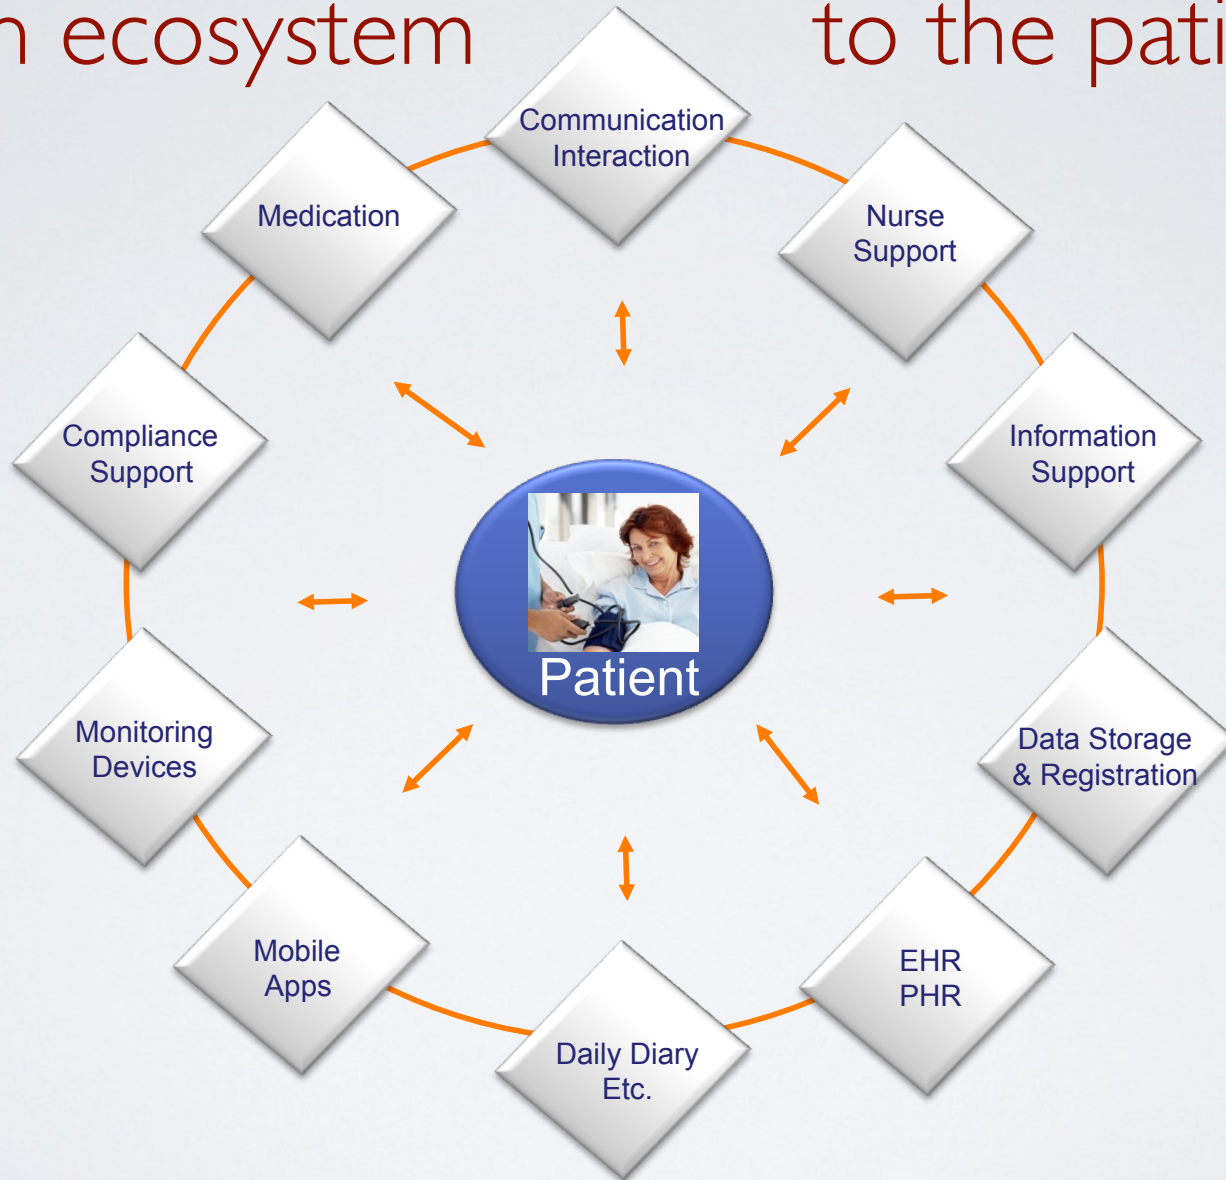 n ecosystem to the pati
Communication
Interaction
Medication
Nurse
Support
Compliance
Support
Information
Support
Patient
Monitoring
Devices
Data Storage
& Registration
Mobile
Apps
EHR
PHR
Daily Diary
Etc.